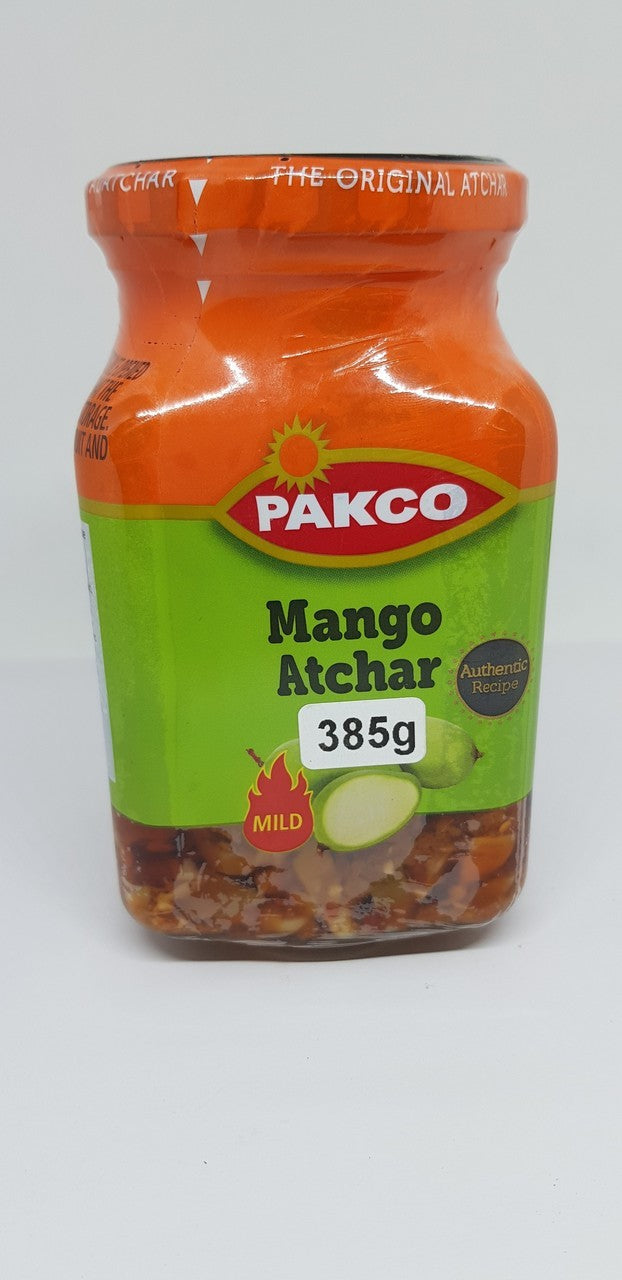 ATCHAR
THE ORIGINAL ATCHAR
THE
AND
PAKCO
Mango
Atchar
Authentic
Recipe
385g
MILD